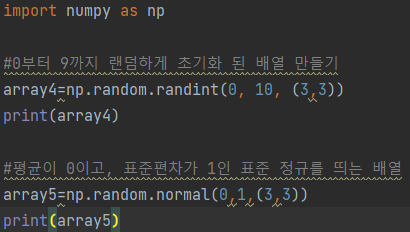 import numpy as np
#0부터 9까지 랜덤하게 초기화 된 배열 만들기
array4=np.random.randint(0, 10, (3,3))
print(array4)
#평균이 0이고, 표준편차가 1인 표준 정규를 띄는 배열
array5=np.random.normal(0,1,(3,3))
print(array5)